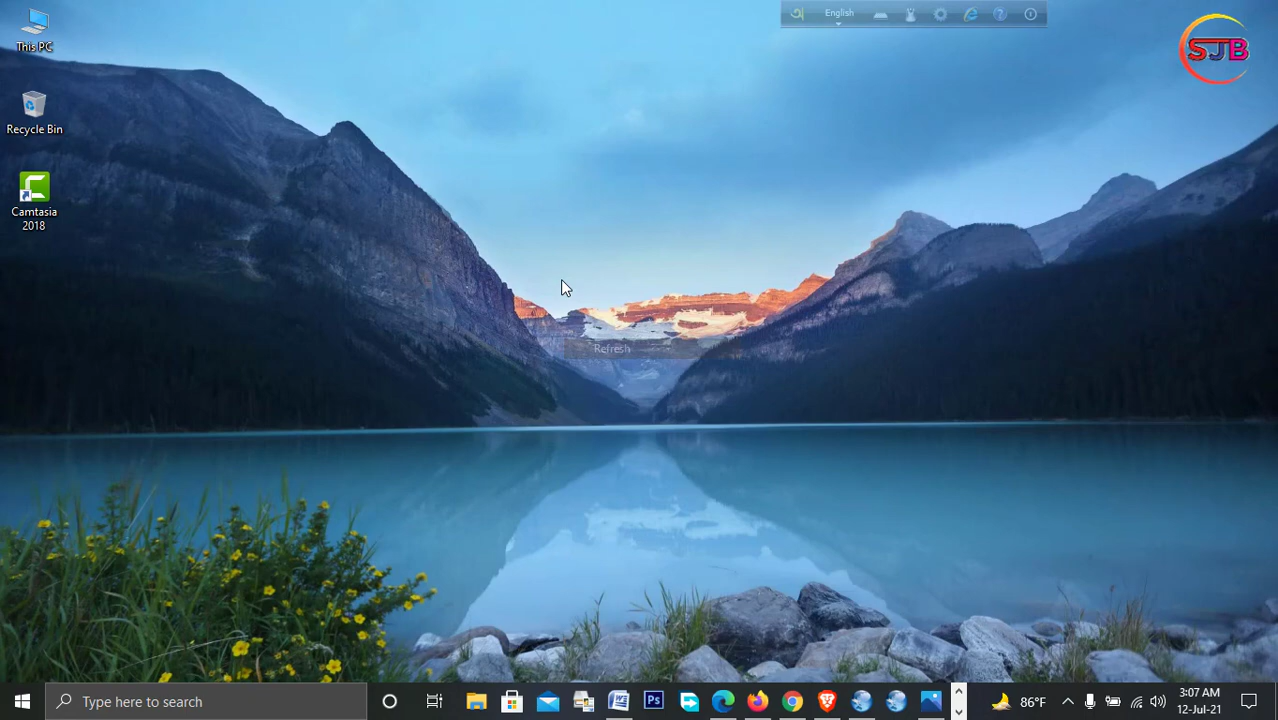 This PC
Recycle Bin
Camtasia
2018
English
SJB
Refresh
Type here to search
W
Ps
86°F
3:07 AM
12-Jul-21